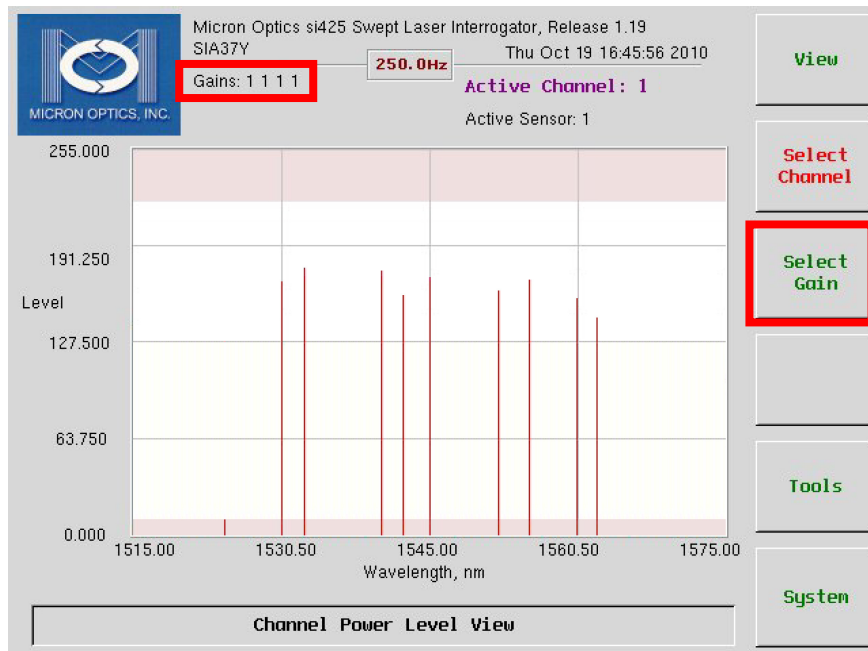 Micron Optics si425 Swept Laser Interrogator, Release 1.19
SIA37Y
250.0Hz
Thu Oct 19 16:45:56 2010
Gains: 1 1 1 1
Active Channel: 1
Active Sensor: 1
MICRON OPTICS, INC.
View
Select
Channel
Select
Gain
Tools
System
255.000
191.250
Level
127.500
63.750
0.000
1515.00 1530.50 1545.00 1560.50 1575.00
Wavelength, nm
Channel Power Level View